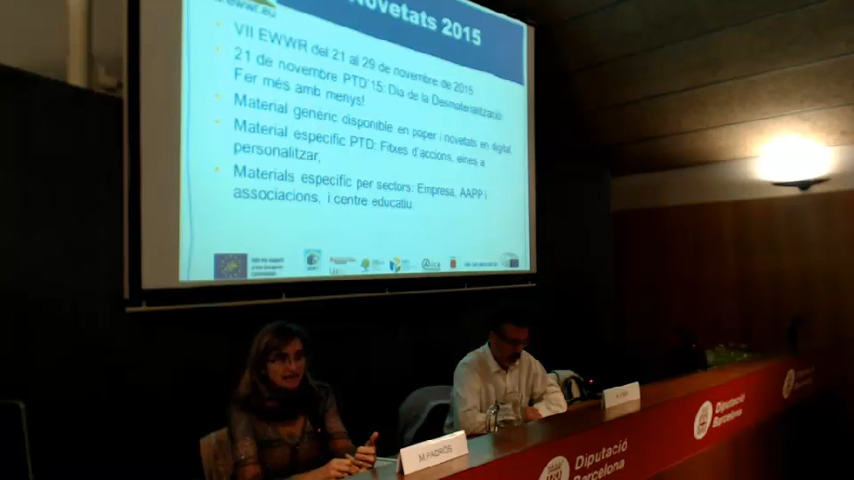 ewwr.eu
Novetats 2015
VII EWWR del 21 al 29 de novembre de 2015
21 de novembre PTD'15: Dia de la Desmaterialització
Fer més amb menys!
Material genèric disponible en paper i novetats en digital
Material específic PTD: Fitxes d'accions, eines a
personalitzar,
Materials específic per sectors: Empresa, AAPP i
associacions, i centre educatiu.
M.PADRÓS
Diputació
Barcelona
Diputació
Barcelona